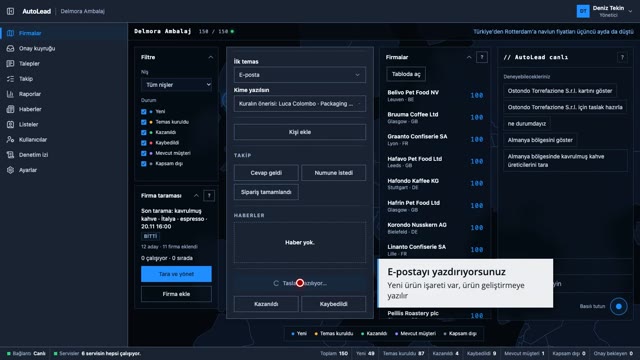 AutoLead
Delmora Ambalaj
DT
Deniz Tekin
Yönetici
Firmalar
Onay kuyruğu
Talepler
Takip
Raporlar
Haberler
Listeler
Kullanıcılar
Denetim izi
Ayarlar
Delmora Ambalaj
150 / 150
Türkiye'den Rotterdam'a navlun fiyatları üçüncü ayda da düştü
Filtre
Niş
Tüm nişler
Durum
Yeni
Temas kuruldu
Kazanıldı
Kaybedildi
Mevcut müşteri
Kapsam dışı
Firma taraması
?
Son tarama: kavrulmuş
kahve · İtalya · espresso ·
20.11 16:00
BİTTİ
12 aday · 11 firma eklendi
0 çalışıyor · 0 sırada
Tara ve yönet
Firma ekle
İlk temas
E-posta
Kime yazılsın
Kuralın önerisi: Luca Colombo · Packaging ...
Kişi ekle
TAKİP
Cevap geldi
Numune istedi
Sipariş tamamlandı
HABERLER
Haber yok.
Kazanıldı
Kaybedildi
Firmalar
?
Tabloda aç
Belivo Pet Food NV
Leuven · BE
100
Bruuma Coffee Ltd
Glasgow · GB
100
Graanto Confiserie SA
Lyon · FR
100
Hafavo Pet Food Ltd
Leeds · GB
100
Hafondo Kaffee KG
Stuttgart · DE
100
Hafrin Pet Food Ltd
Glasgow · GB
100
Korondo Nusskern AG
Bielefeld · DE
100
Linanto Confiserie SA
Lille · FR
100
Pelliis Roastery plc
100
// AutoLead canlı
?
Deneyebilecekleriniz
Ostondo Torrefazione S.r.l. kartını göster
Ostondo Torrefazione S.r.l. için taslak hazırla
ne durumdayız
Almanya bölgesini göster
Almanya bölgesinde kavrulmuş kahve
üreticilerini tara
E-postayı yazdırıyorsunuz
Yeni ürün işareti var, ürün geliştirmeye
yazılır
Basılı tutun
Yeni
Temas kuruldu
Kazanıldı
Mevcut müşteri
Kapsam dışı
Bağlantı Canlı
Servisler 6 servisin hepsi çalışıyor.
Toplam 150
Yeni 49
Temas kuruldu 87
Kazanıldı 4
Kaybedildi 9
Mevcut müşteri 1
Kapsam dışı 0
Onay bekleyen 0